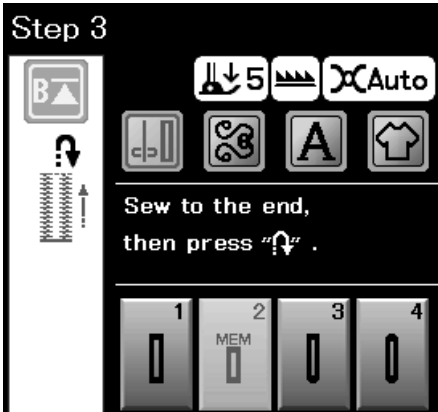 Step 3
B
5
Auto
A
Sew to the end,
then press “ ” .
1
2
3
4
MEM